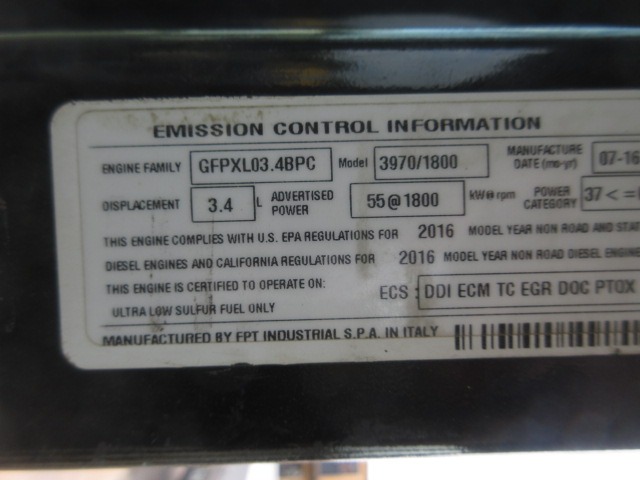 EMISSION CONTROL INFORMATION
ENGINE FAMILY GFPXL03.4BPC Model 3970/1800 MANUFACTURE DATE (mo-yr) 07-16
DISPLACEMENT 3.4 L ADVERTISED POWER 55@1800 kW@rpm POWER CATEGORY 37<=
THIS ENGINE COMPLIES WITH U.S. EPA REGULATIONS FOR 2016 MODEL YEAR NON ROAD AND STAT
DIESEL ENGINES AND CALIFORNIA REGULATIONS FOR 2016 MODEL YEAR NON ROAD DIESEL ENGINE
THIS ENGINE IS CERTIFIED TO OPERATE ON: ECS : DDI ECM TC EGR DOC PTOX
ULTRA LOW SULFUR FUEL ONLY
MANUFACTURED BY FPT INDUSTRIAL S.P.A. IN ITALY